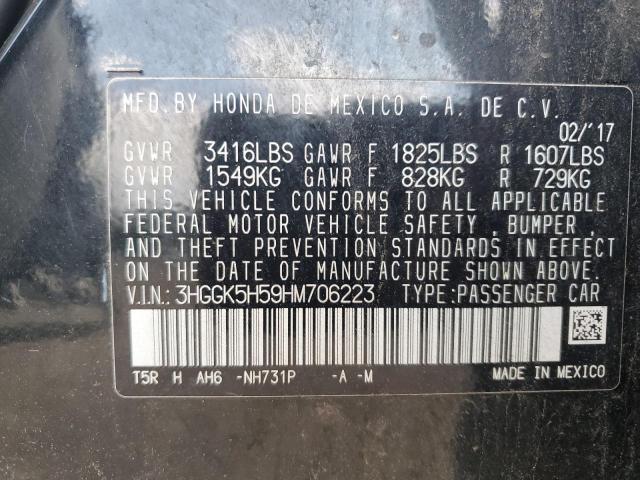 MFD. BY HONDA DE MEXICO S.A. DE C.V.
02/'17
GVWR 3416LBS GAWR F 1825LBS R 1607LBS
GVWR 1549KG GAWR F 828KG R 729KG
THIS VEHICLE CONFORMS TO ALL APPLICABLE
FEDERAL MOTOR VEHICLE SAFETY , BUMPER ,
AND THEFT PREVENTION STANDARDS IN EFFECT
ON THE DATE OF MANUFACTURE SHOWN ABOVE.
V.I.N.: 3HGGK5H59HM706223 TYPE:PASSENGER CAR
T5R H AH6 -NH731P -A -M
MADE IN MEXICO